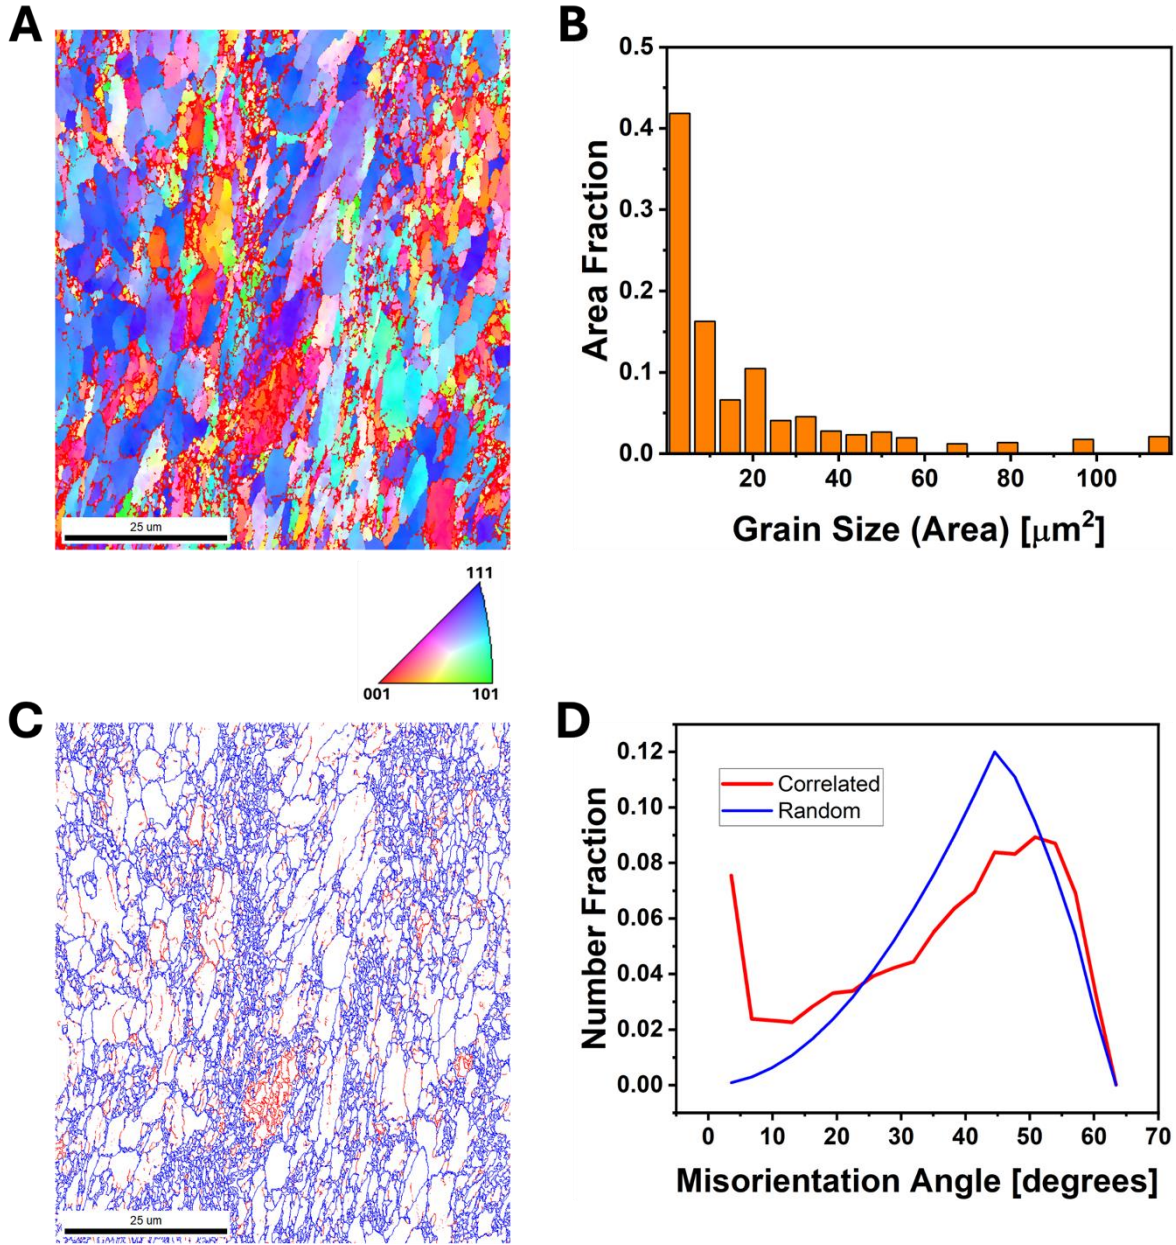 A
25 um
111
001
101
B
0.5
0.4
0.3
0.2
0.1
0.0
Area Fraction
20
40
60
80
100
Grain Size (Area) [μm²]
C
25 um
D
0.12
0.10
0.08
0.06
0.04
0.02
0.00
Number Fraction
Correlated
Random
0
10
20
30
40
50
60
70
Misorientation Angle [degrees]